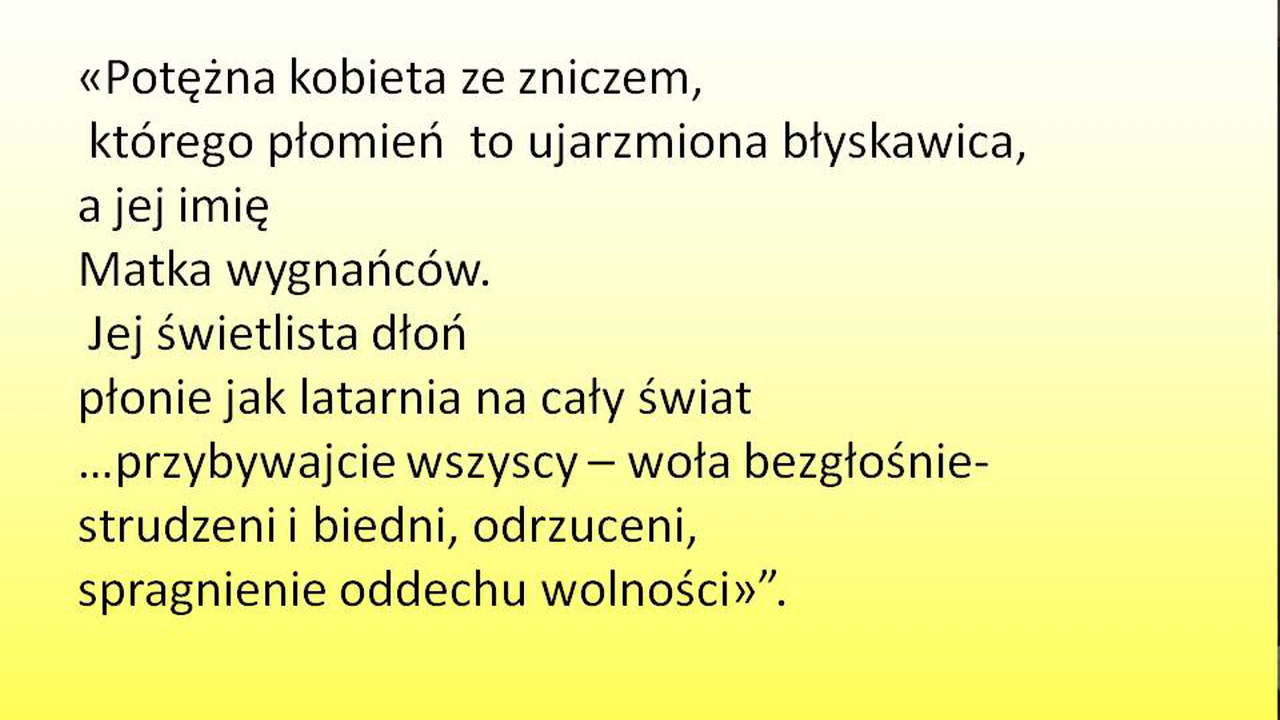 «Potężna kobieta ze zniczem,
którego płomień to ujarzmiona błyskawica,
a jej imię
Matka wygnańców.
Jej świetlista dłoń
płonie jak latarnia na cały świat
...przybywajcie wszyscy – woła bezgłośnie-
strudzeni i biedni, odrzuceni,
spragnienie oddechu wolności»”.